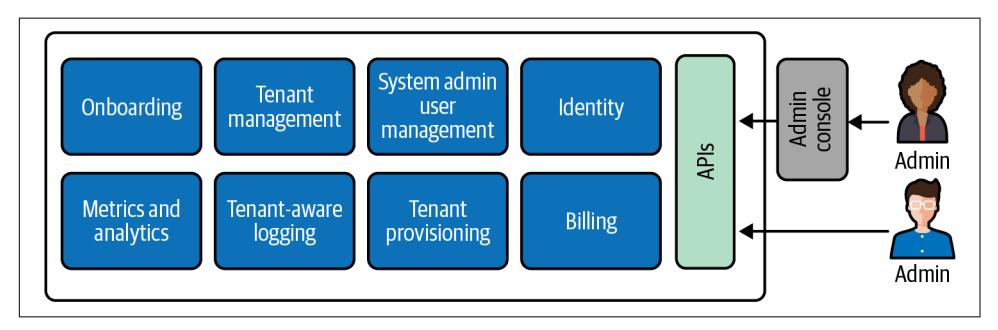 Onboarding
Tenant
management
System admin
user
management
Identity
Metrics and
analytics
Tenant-aware
logging
Tenant
provisioning
Billing
APIs
Admin
console
Admin
Admin